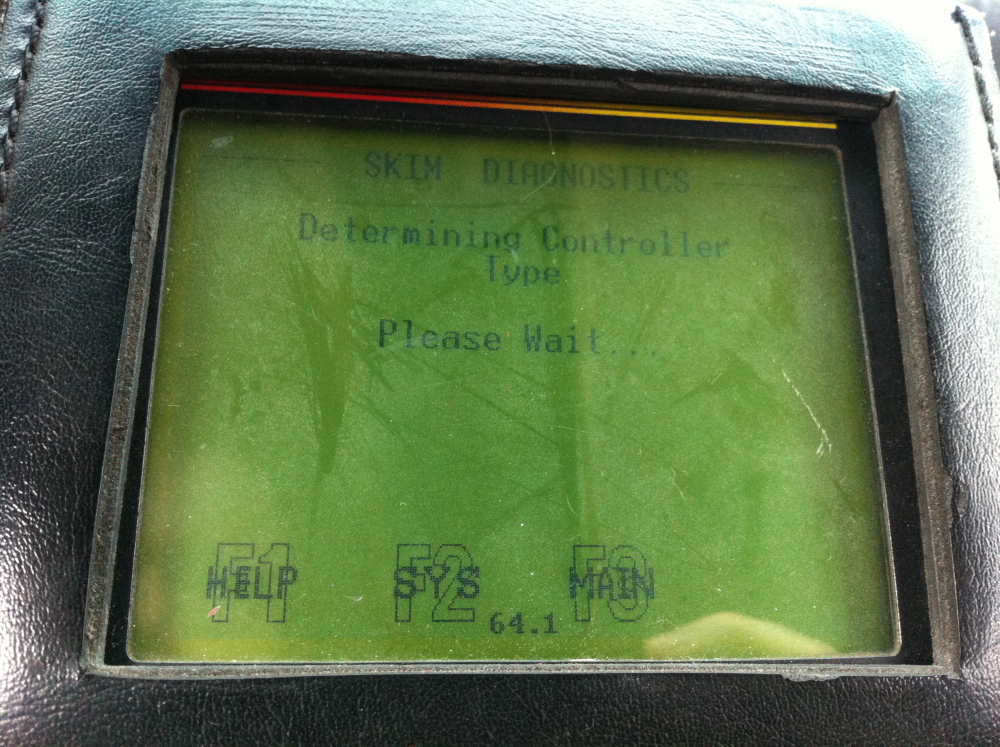 SKIM DIAGNOSTICS
Determining Controller
Type
Please Wait...
F1 F2 F3
HELP SYS MAIN
64.1